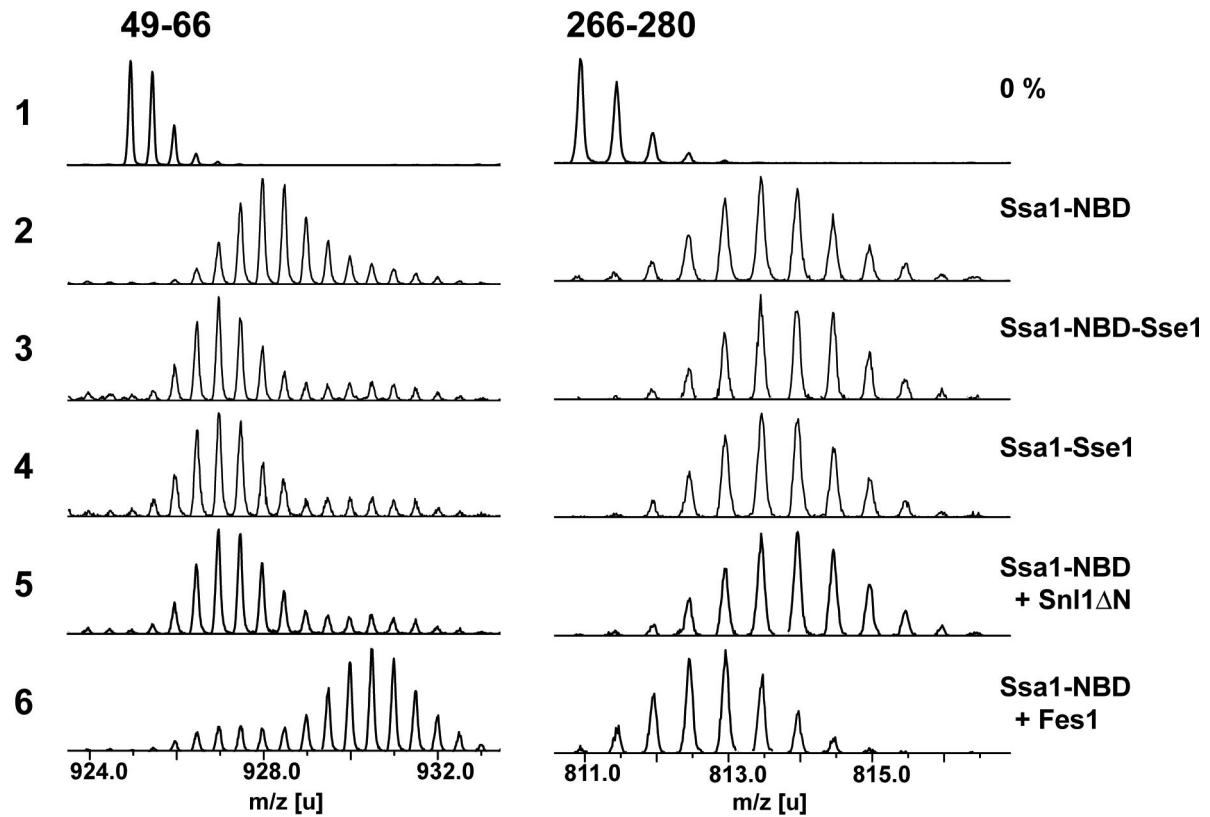 49-66 266-280
1 0 %
2 Ssa1-NBD
3 Ssa1-NBD-Sse1
4 Ssa1-Sse1
5 Ssa1-NBD
+ Snl1ΔN
6 Ssa1-NBD
+ Fes1
924.0 928.0 932.0 811.0 813.0 815.0
m/z [u] m/z [u]